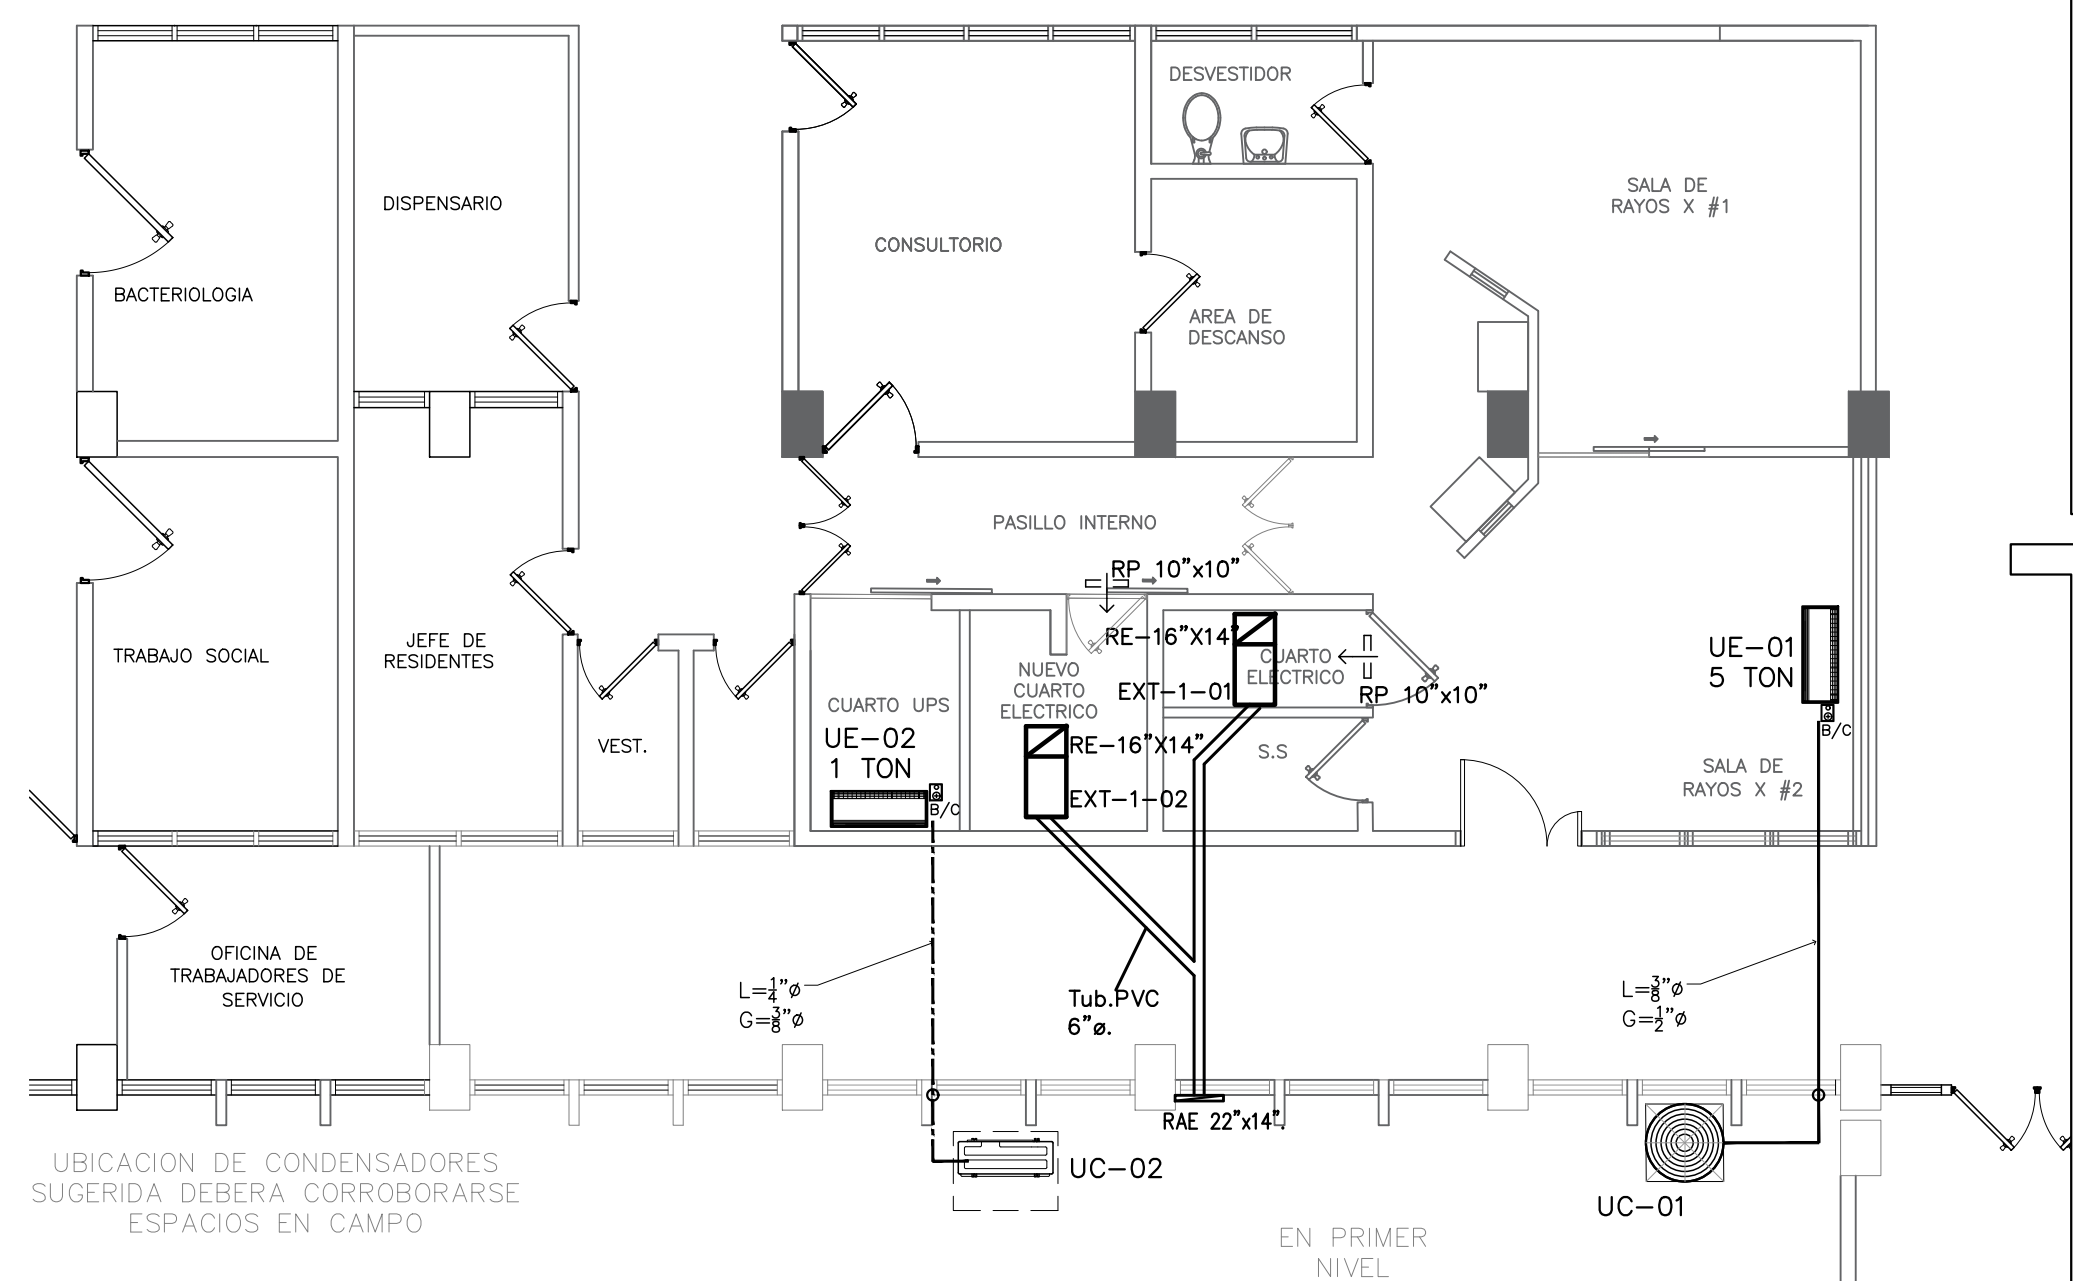 DESVESTIDOR
SALA DE
RAYOS X #1
DISPENSARIO
CONSULTORIO
BACTERIOLOGIA
AREA DE
DESCANSO
PASILLO INTERNO
RP 10"x10"
RE-16"X14"
CUARTO
ELECTRICO
TRABAJO SOCIAL
JEFE DE
RESIDENTES
NUEVO
CUARTO
ELECTRICO
EXT-1-01
RP 10"x10"
UE-01
5 TON
B/C
CUARTO UPS
UE-02
1 TON
B/C
VEST.
RE-16"X14"
EXT-1-02
S.S
SALA DE
RAYOS X #2
OFICINA DE
TRABAJADORES DE
SERVICIO
L=1/4"ø
G=3/8"ø
Tub.PVC
6"ø.
L=3/8"ø
G=1/2"ø
RAE 22"x14".
UC-02
UC-01
UBICACION DE CONDENSADORES
SUGERIDA DEBERA CORROBORARSE
ESPACIOS EN CAMPO
EN PRIMER
NIVEL